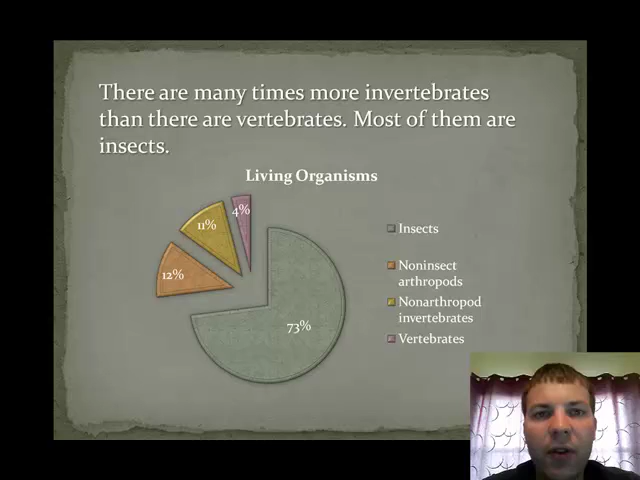 There are many times more invertebrates
than there are vertebrates. Most of them are
insects.
Living Organisms
4%
11%
12%
73%
Insects
Noninsect
arthropods
Nonarthropod
invertebrates
Vertebrates